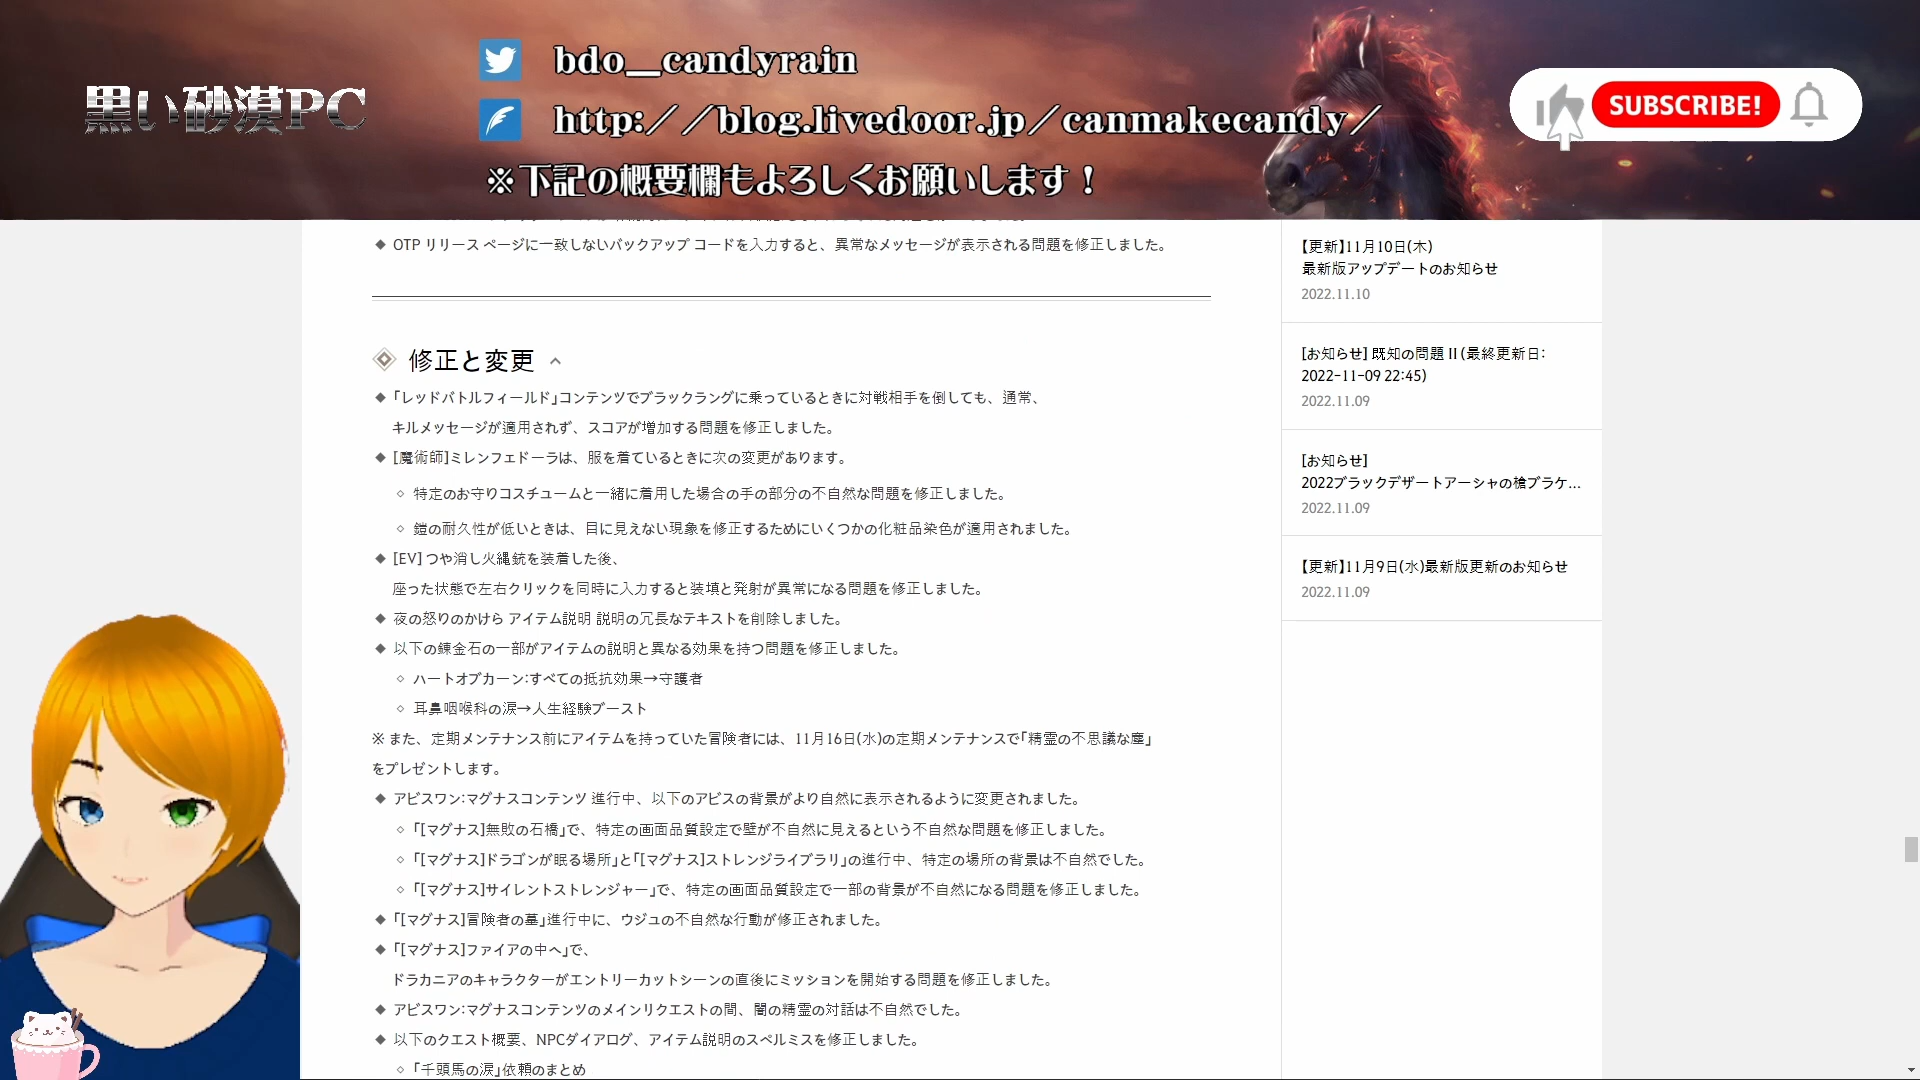 黒い砂漠PC
bdo__candyrain
http://blog.livedoor.jp/canmakecandy/
※下記の概要欄もよろしくお願いします！
SUBSCRIBE!
◆ OTP リリース ページに一致しないバックアップ コードを入力すると、異常なメッセージが表示される問題を修正しました。
修正と変更
◆ 「レッドバトルフィールド」コンテンツでブラックラングに乗っているときに対戦相手を倒しても、通常、
キルメッセージが適用されず、スコアが増加する問題を修正しました。
◆ [魔術師]ミレンフェドーラは、服を着ているときに次の変更があります。
◇ 特定のお守りコスチュームと一緒に着用した場合の手の部分の不自然な問題を修正しました。
◇ 鎧の耐久性が低いときは、目に見えない現象を修正するためにいくつかの化粧品染色が適用されました。
◆ [EV] つや消し火縄銃を装着した後、
座った状態で左右クリックを同時に入力すると装填と発射が異常になる問題を修正しました。
◆ 夜の怒りのかけら アイテム説明 説明の冗長なテキストを削除しました。
◆ 以下の錬金石の一部がアイテムの説明と異なる効果を持つ問題を修正しました。
◇ ハートオブカーン:すべての抵抗効果→守護者
◇ 耳鼻咽喉科の涙→人生経験ブースト
※ また、定期メンテナンス前にアイテムを持っていた冒険者には、11月16日(水)の定期メンテナンスで「精霊の不思議な塵」
をプレゼントします。
◆ アビスワン:マグナスコンテンツ 進行中、以下のアビスの背景がより自然に表示されるように変更されました。
◇ 「[マグナス]無敗の石橋」で、特定の画面品質設定で壁が不自然に見えるという不自然な問題を修正しました。
◇ 「[マグナス]ドラゴンが眠る場所」と「[マグナス]ストレンジライブラリ」の進行中、特定の場所の背景は不自然でした。
◇ 「[マグナス]サイレントストレンジャー」で、特定の画面品質設定で一部の背景が不自然になる問題を修正しました。
◆ 「[マグナス]冒険者の墓」進行中に、ウジュの不自然な行動が修正されました。
◆ 「[マグナス]ファイアの中へ」で、
ドラカニアのキャラクターがエントリーカットシーンの直後にミッションを開始する問題を修正しました。
◆ アビスワン:マグナスコンテンツのメインリクエストの間、闇の精霊の対話は不自然でした。
◆ 以下のクエスト概要、NPCダイアログ、アイテム説明のスペルミスを修正しました。
◇ 「千頭馬の涙」依頼のまとめ
【更新】11月10日(木)
最新版アップデートのお知らせ
2022.11.10
[お知らせ] 既知の問題 II (最終更新日:
2022-11-09 22:45)
2022.11.09
[お知らせ]
2022ブラックデザートアーシャの槍ブラケ...
2022.11.09
【更新】11月9日(水)最新版更新のお知らせ
2022.11.09